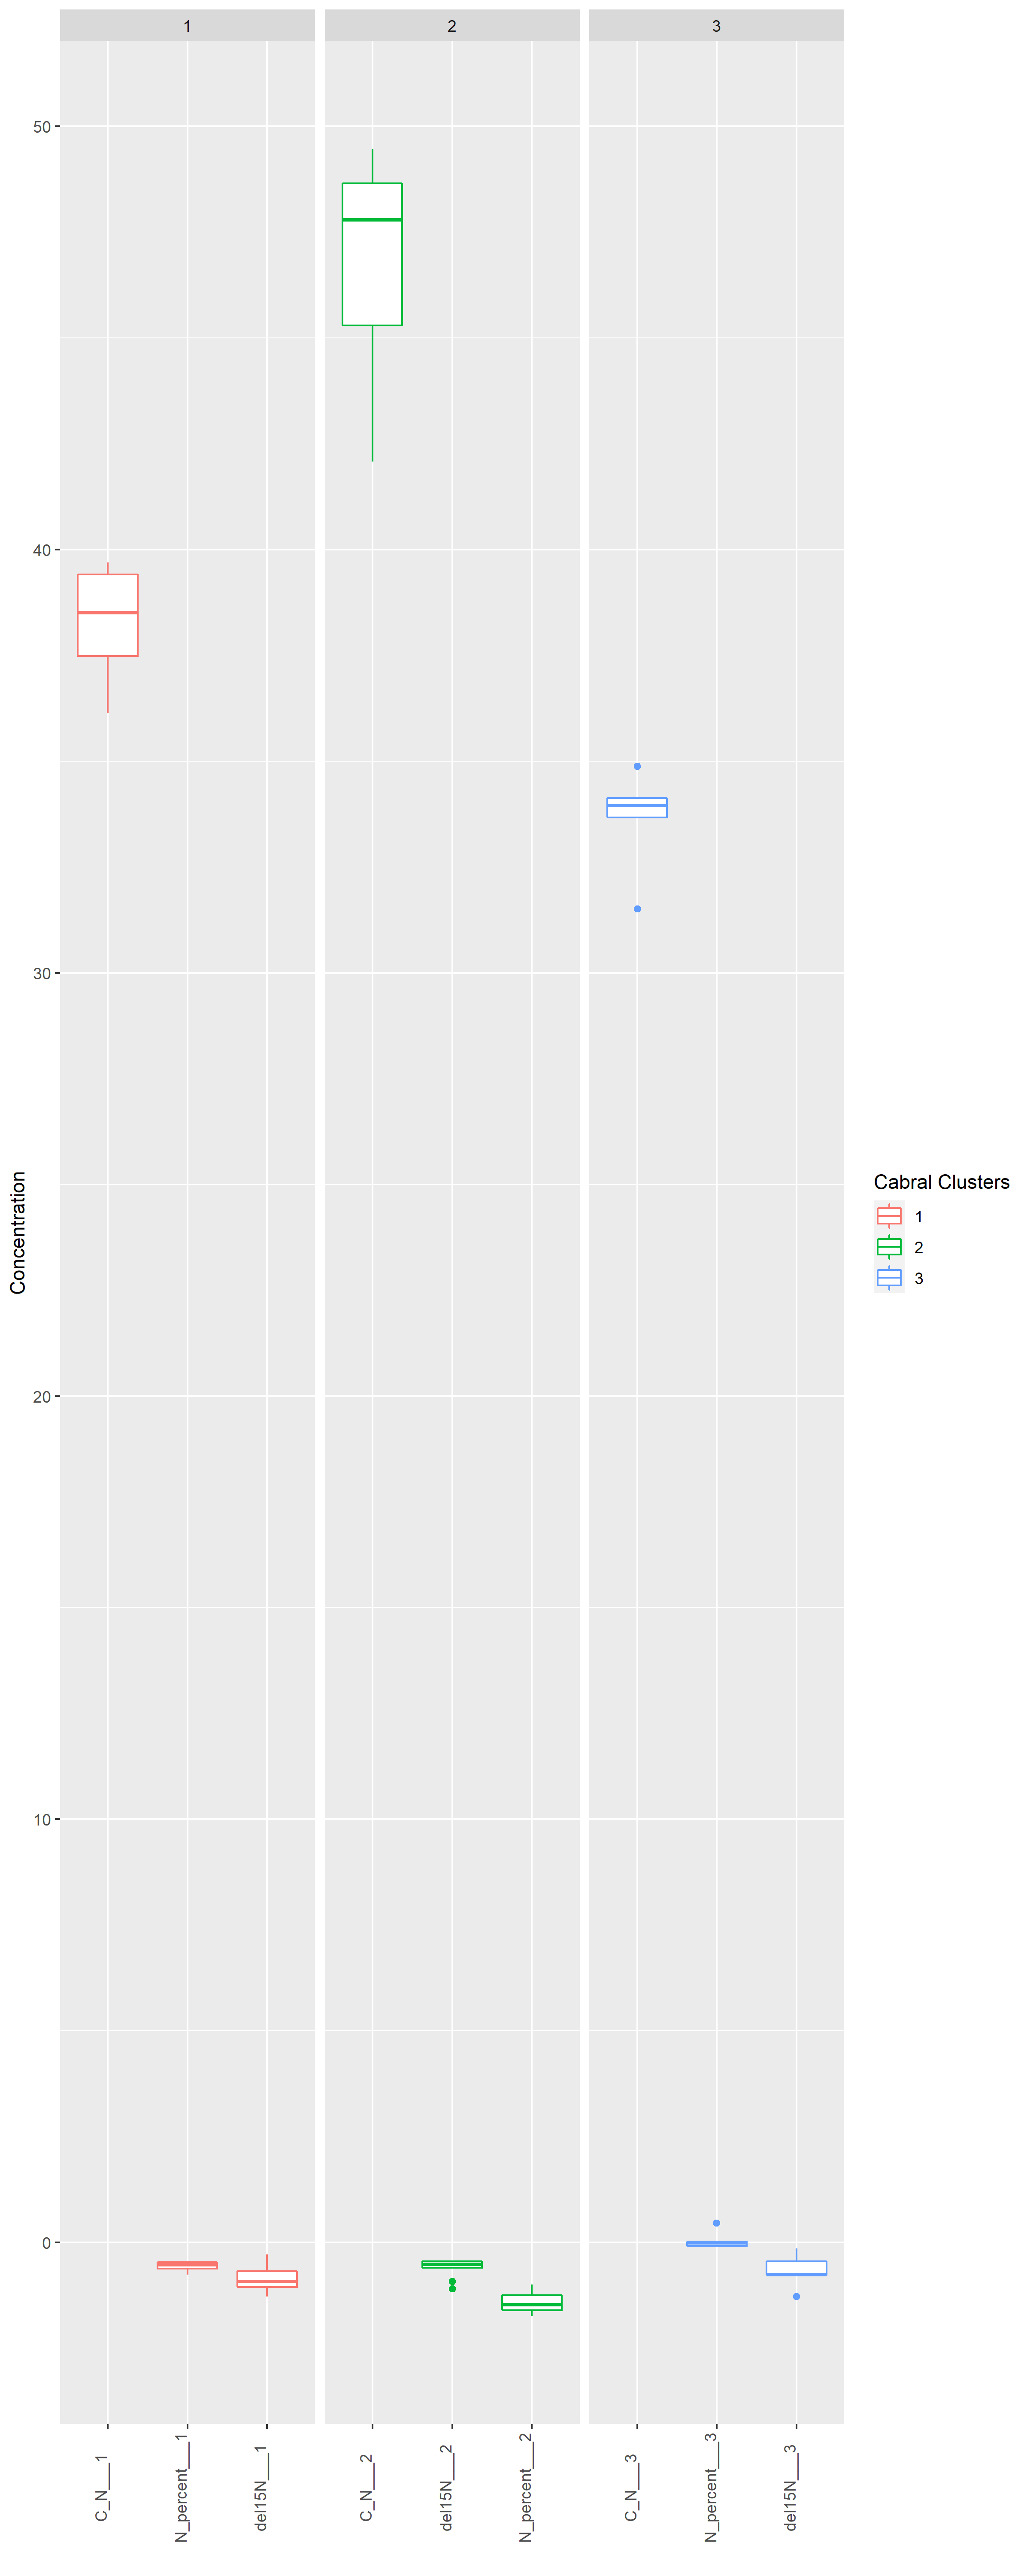 1
2
3
50
40
30
20
10
0
Concentration
Cabral Clusters
1
2
3
C_N___1
N_percent___1
del15N___1
C_N___2
del15N___2
N_percent___2
C_N___3
N_percent___3
del15N___3